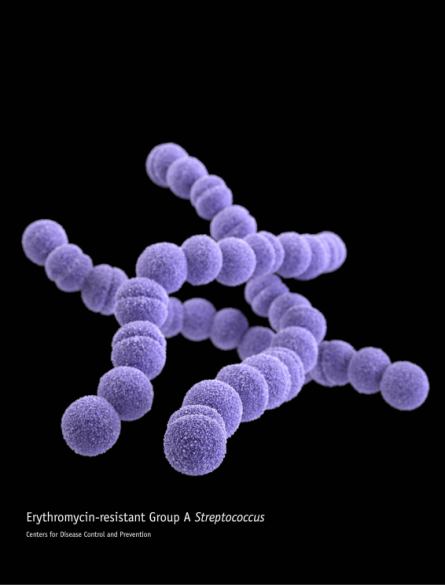 Erythromycin-resistant Group A Streptococcus
Centers for Disease Control and Prevention